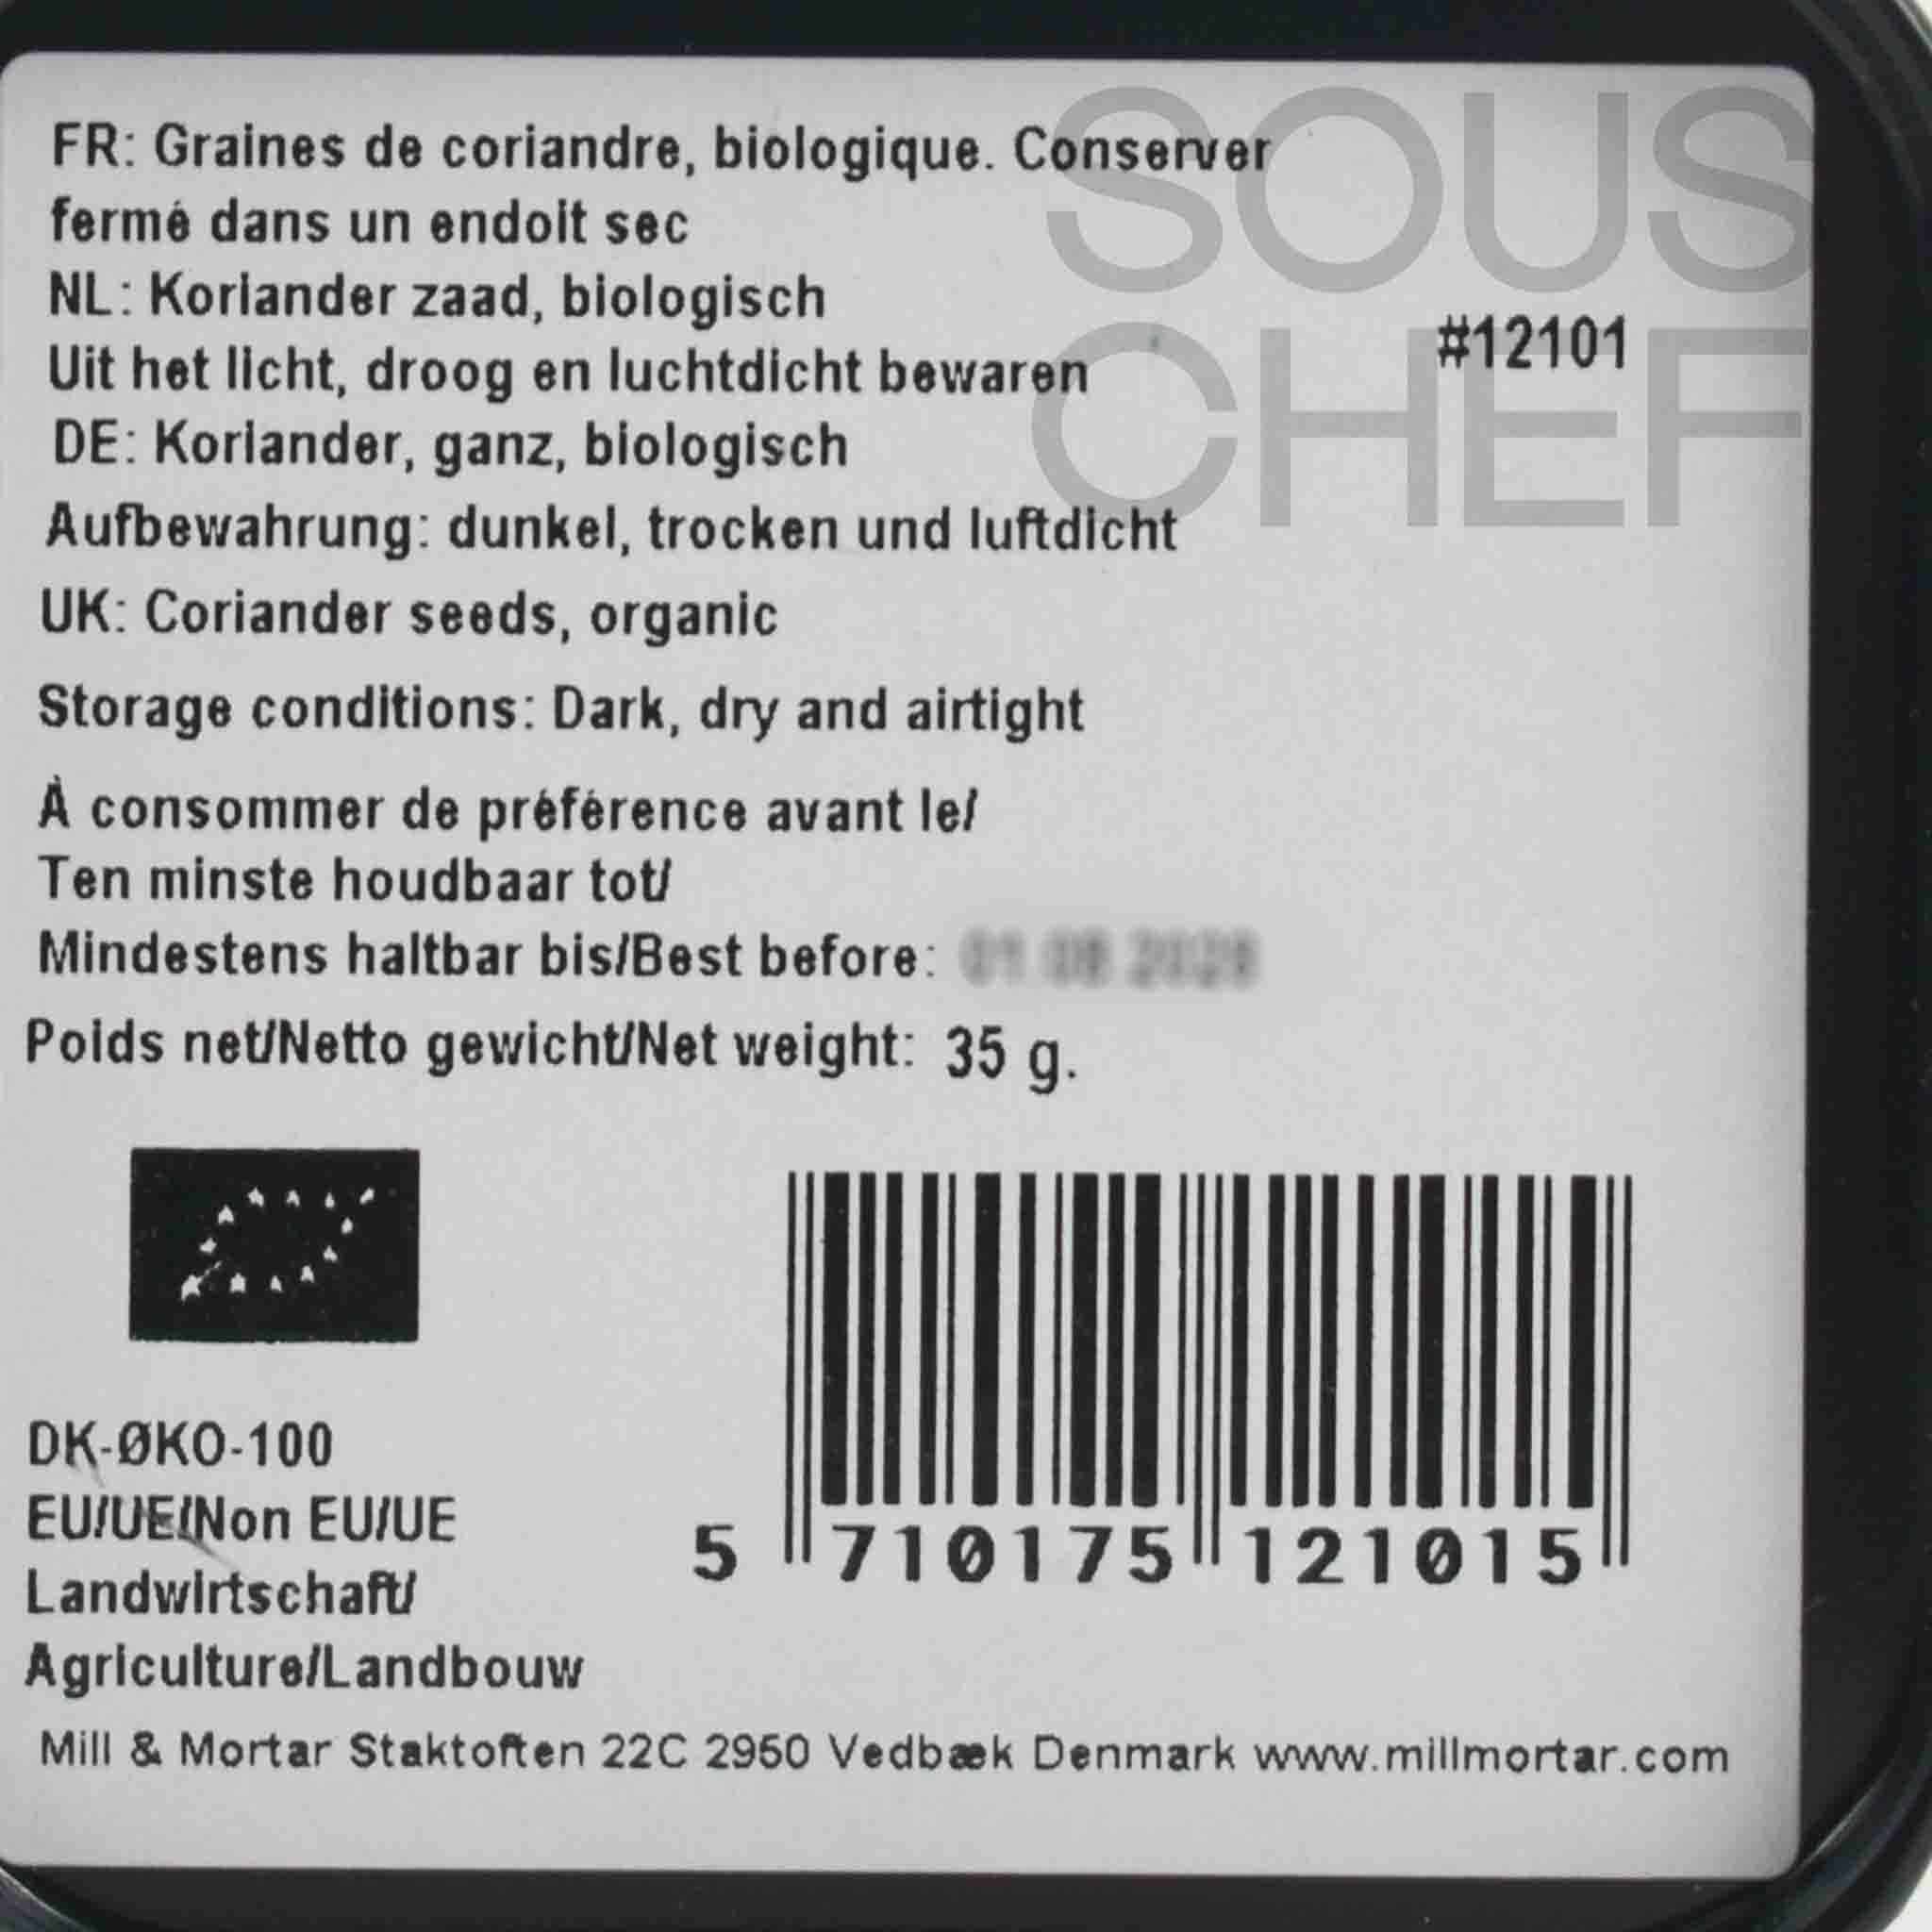 SOUS
CHEF
FR: Graines de coriandre, biologique. Conserver
fermé dans un endoit sec
NL: Koriander zaad, biologisch
#12101
Uit het licht, droog en luchtdicht bewaren
DE: Koriander, ganz, biologisch
Aufbewahrung: dunkel, trocken und luftdicht
UK: Coriander seeds, organic
Storage conditions: Dark, dry and airtight
À consommer de préférence avant le/
Ten minste houdbaar tot/
Mindestens haltbar bis/Best before:
Poids net/Netto gewicht/Net weight: 35 g.
DK-ØKO-100
EU/UE/Non EU/UE
Landwirtschaft/
Agriculture/Landbouw
5 710175 121015
Mill & Mortar Staktoften 22C 2950 Vedbæk Denmark www.millmortar.com